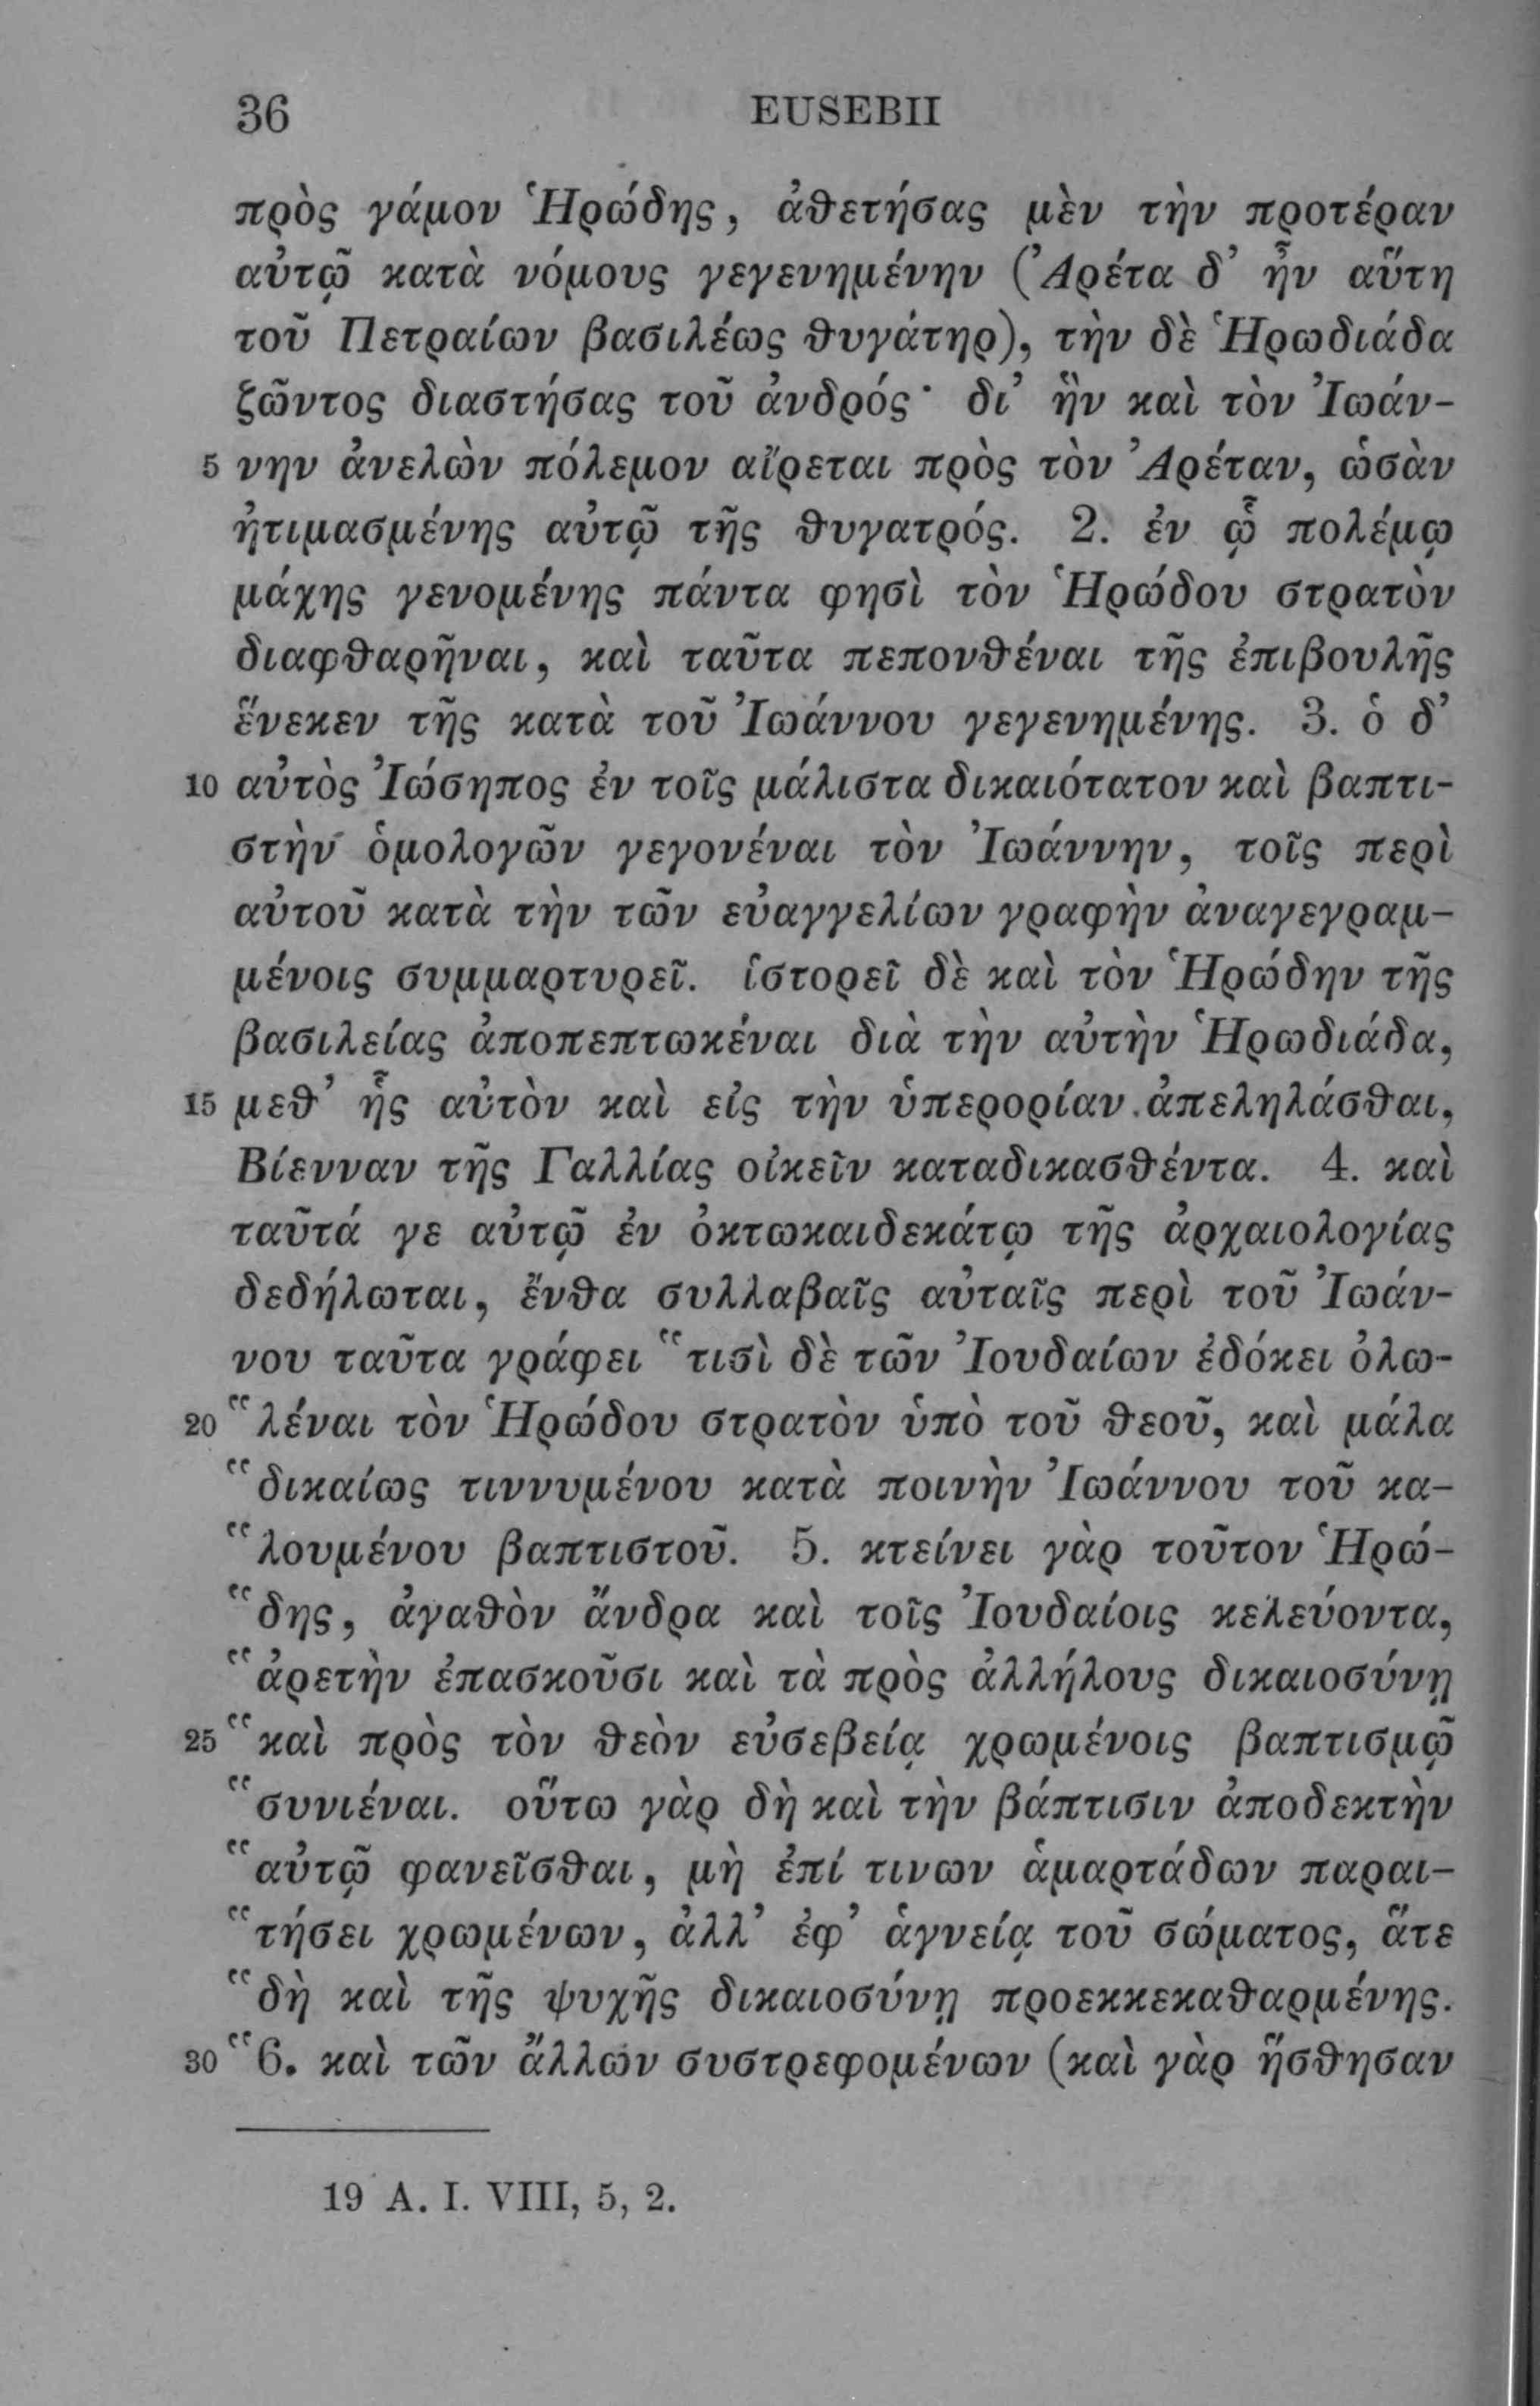 36 EUSEBII
πρὸς γάμον Ἡρώδης, ἀθετήσας μὲν τὴν προτέραν
αὐτῷ κατὰ νόμους γεγενημένην (Ἀρέτα δ’ ἦν αὕτη
τοῦ Πετραίων βασιλέως θυγάτηρ), τὴν δὲ Ἡρωδιάδα
ζῶντος διαστήσας τοῦ ἀνδρός· δι’ ἣν καὶ τὸν Ἰωάν-
5 νην ἀνελὼν πόλεμον αἴρεται πρὸς τὸν Ἀρέταν, ὡσὰν
ἠτιμασμένης αὐτῷ τῆς θυγατρός. 2. ἐν ᾧ πολέμῳ
μάχης γενομένης πάντα φησὶ τὸν Ἡρώδου στρατὸν
διαφθαρῆναι, καὶ ταῦτα πεπονθέναι τῆς ἐπιβουλῆς
ἕνεκεν τῆς κατὰ τοῦ Ἰωάννου γεγενημένης. 3. ὁ δ’
10 αὐτὸς Ἰώσηπος ἐν τοῖς μάλιστα δικαιότατον καὶ βαπτι-
στὴν ὁμολογῶν γεγονέναι τὸν Ἰωάννην, τοῖς περὶ
αὐτοῦ κατὰ τὴν τῶν εὐαγγελίων γραφὴν ἀναγεγραμ-
μένοις συμμαρτυρεῖ. ἱστορεῖ δὲ καὶ τὸν Ἡρώδην τῆς
βασιλείας ἀποπεπτωκέναι διὰ τὴν αὐτὴν Ἡρωδιάδα,
15 μεθ’ ἧς αὐτὸν καὶ εἰς τὴν ὑπερορίαν ἀπεληλάσθαι,
Βίενναν τῆς Γαλλίας οἰκεῖν καταδικασθέντα. 4. καὶ
ταῦτά γε αὐτῷ ἐν ὀκτωκαιδεκάτῳ τῆς ἀρχαιολογίας
δεδήλωται, ἔνθα συλλαβαῖς αὐταῖς περὶ τοῦ Ἰωάν-
νου ταῦτα γράφει “τισὶ δὲ τῶν Ἰουδαίων ἐδόκει ὀλω-
20 “λέναι τὸν Ἡρώδου στρατὸν ὑπὸ τοῦ θεοῦ, καὶ μάλα
“δικαίως τιννυμένου κατὰ ποινὴν Ἰωάννου τοῦ κα-
“λουμένου βαπτιστοῦ. 5. κτείνει γὰρ τοῦτον Ἡρώ-
“δης, ἀγαθὸν ἄνδρα καὶ τοῖς Ἰουδαίοις κελεύοντα,
“ἀρετὴν ἐπασκοῦσι καὶ τὰ πρὸς ἀλλήλους δικαιοσύνῃ
25 “καὶ πρὸς τὸν θεὸν εὐσεβείᾳ χρωμένοις βαπτισμῷ
“συνιέναι. οὕτω γὰρ δὴ καὶ τὴν βάπτισιν ἀποδεκτὴν
“αὐτῷ φανεῖσθαι, μὴ ἐπί τινων ἁμαρτάδων παραι-
“τήσει χρωμένων, ἀλλ’ ἐφ’ ἁγνείᾳ τοῦ σώματος, ἅτε
“δὴ καὶ τῆς ψυχῆς δικαιοσύνῃ προεκκεκαθαρμένης.
30 “6. καὶ τῶν ἄλλων συστρεφομένων (καὶ γὰρ ἥσθησαν
19 A. I. VIII, 5, 2.